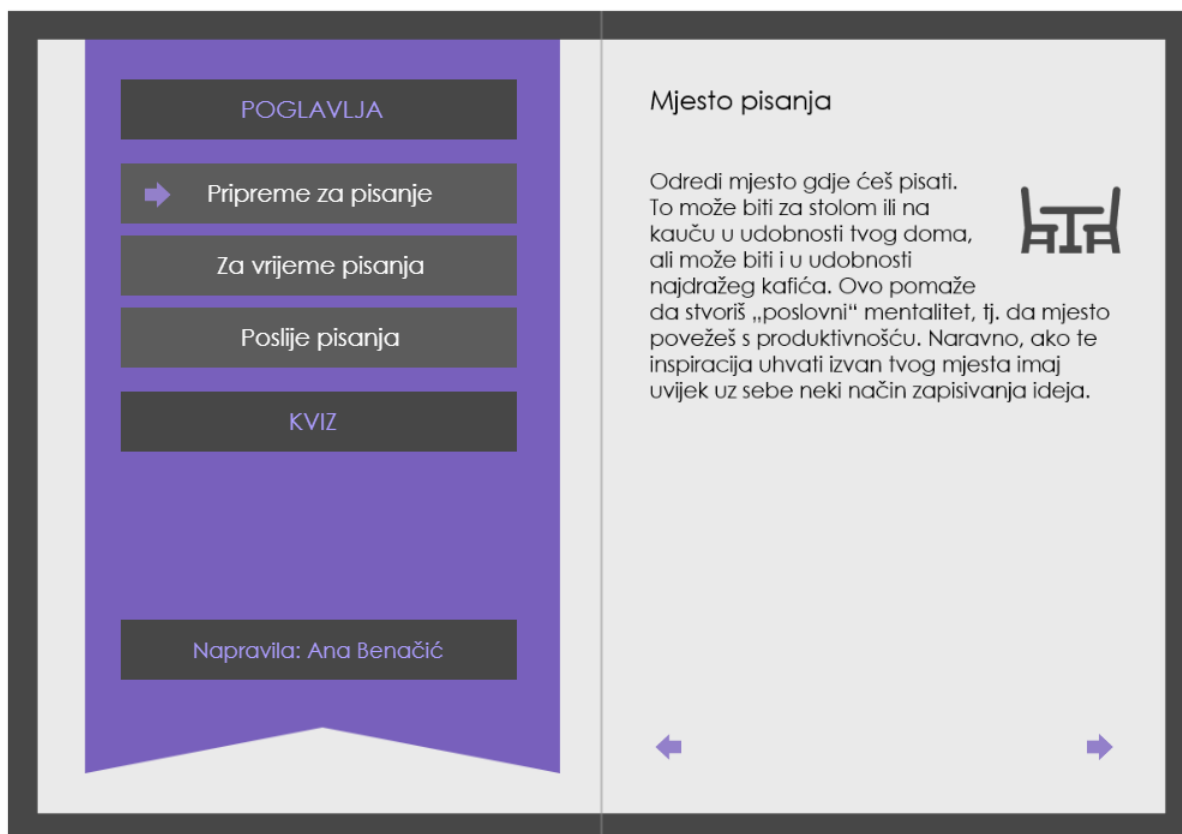 POGLAVLJA
Pripreme za pisanje
Za vrijeme pisanja
Poslije pisanja
KVIZ
Napravila: Ana Benačić
Mjesto pisanja
Odredi mjesto gdje ćeš pisati.
To može biti za stolom ili na
kauču u udobnosti tvog doma,
ali može biti i u udobnosti
najdražeg kafića. Ovo pomaže
da stvoriš „poslovni“ mentalitet, tj. da mjesto
povežeš s produktivnošću. Naravno, ako te
inspiracija uhvati izvan tvog mjesta imaj
uvijek uz sebe neki način zapisivanja ideja.